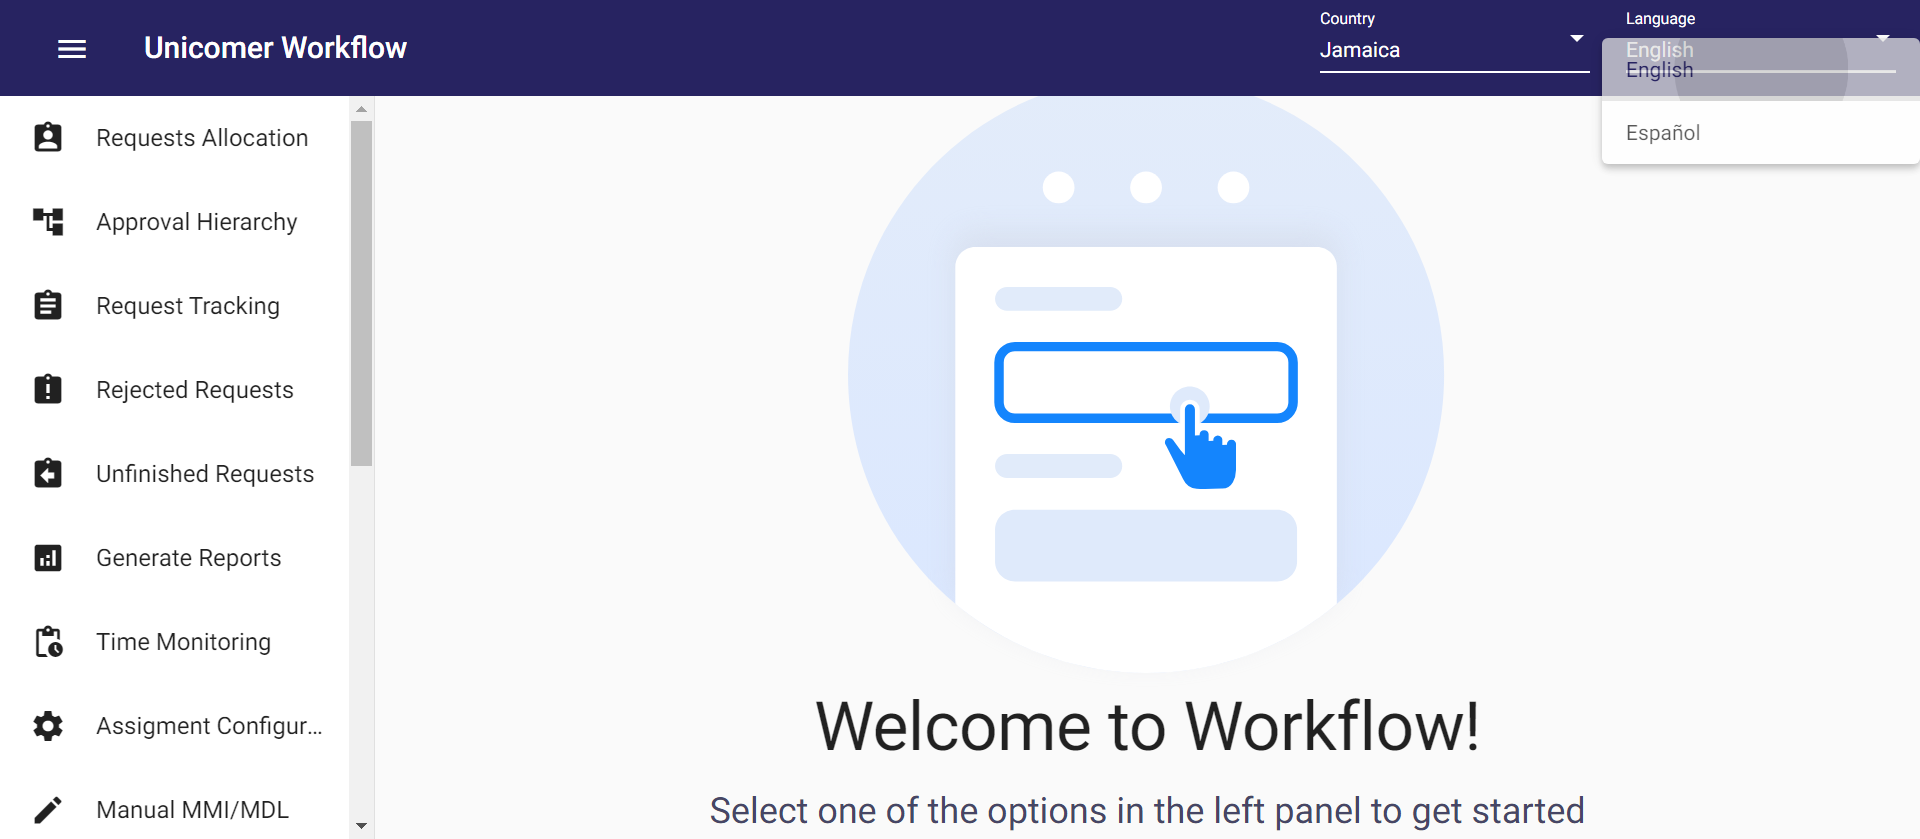 Unicomer Workflow
Country
Jamaica
Language
English
English
Español
Requests Allocation
Approval Hierarchy
Request Tracking
Rejected Requests
Unfinished Requests
Generate Reports
Time Monitoring
Assigment Configur...
Manual MMI/MDL
Welcome to Workflow!
Select one of the options in the left panel to get started